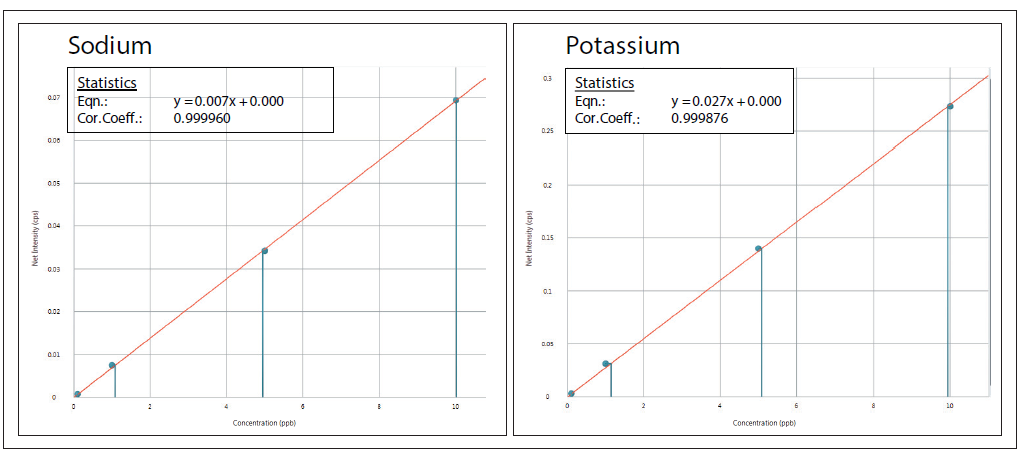 Sodium
Statistics
Eqn.: y = 0.007x + 0.000
Cor.Coeff.: 0.999960
0.07
0.06
0.05
0.04
0.03
0.02
0.01
0
Net Intensity (cps)
0 2 4 6 8 10
Concentration (ppb)
Potassium
Statistics
Eqn.: y = 0.027x + 0.000
Cor.Coeff.: 0.999876
0.3
0.25
0.2
0.15
0.1
0.05
0
Net Intensity (cps)
0 2 4 6 8 10
Concentration (ppb)